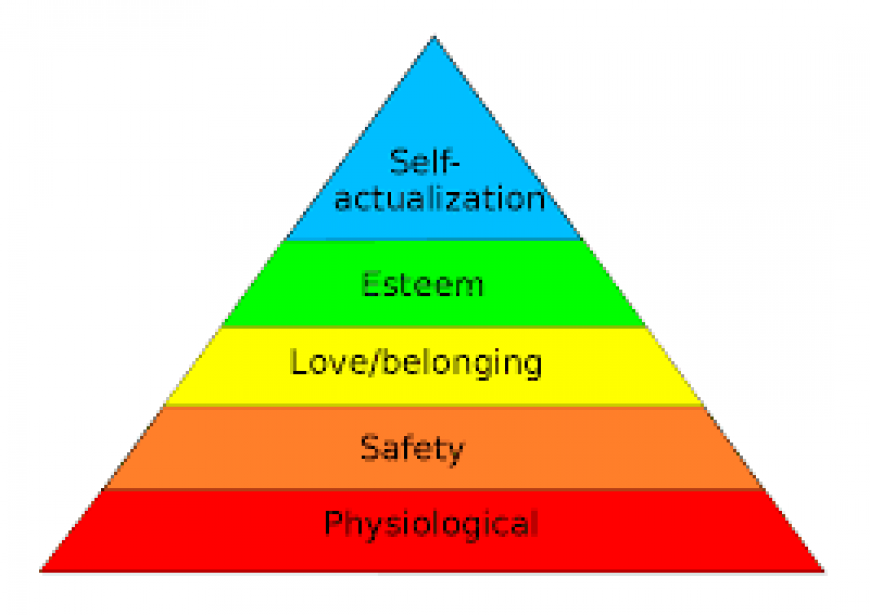 Self-
actualization
Esteem
Love/belonging
Safety
Physiological